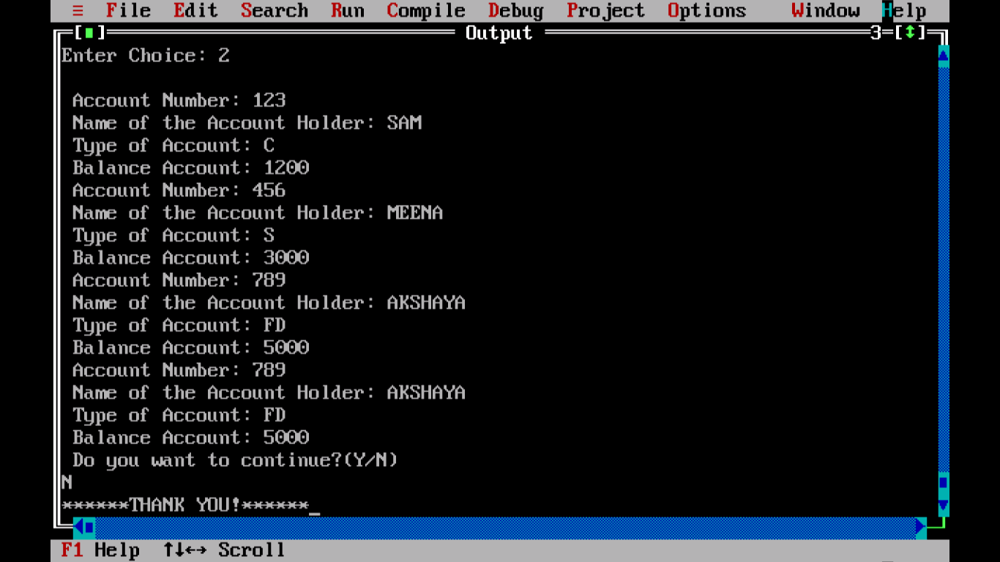 ≡ File Edit Search Run Compile Debug Project Options Window Help
[■] Output 3=[↕]
Enter Choice: 2
Account Number: 123
Name of the Account Holder: SAM
Type of Account: C
Balance Account: 1200
Account Number: 456
Name of the Account Holder: MEENA
Type of Account: S
Balance Account: 3000
Account Number: 789
Name of the Account Holder: AKSHAYA
Type of Account: FD
Balance Account: 5000
Account Number: 789
Name of the Account Holder: AKSHAYA
Type of Account: FD
Balance Account: 5000
Do you want to continue?(Y/N)
N
******THANK YOU!******_
F1 Help ↑↓←→ Scroll